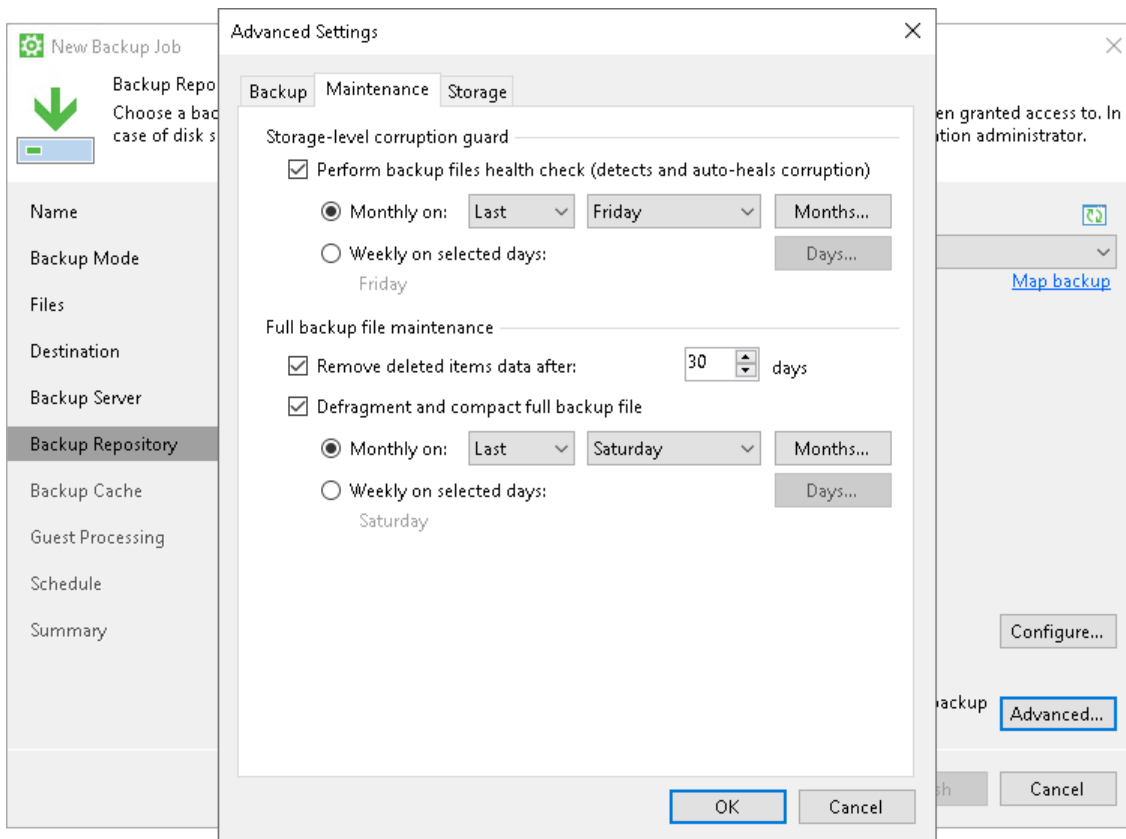 New Backup Job
Backup Repo
Choose a bac
case of disk s
en granted access to. In
tion administrator.
Name
Backup Mode
Files
Destination
Backup Server
Backup Repository
Backup Cache
Guest Processing
Schedule
Summary
Advanced Settings
Backup
Maintenance
Storage
Storage-level corruption guard
Perform backup files health check (detects and auto-heals corruption)
Monthly on: Last Friday Months...
Weekly on selected days: Days...
Friday
Full backup file maintenance
Remove deleted items data after: 30 days
Defragment and compact full backup file
Monthly on: Last Saturday Months...
Weekly on selected days: Days...
Saturday
OK Cancel
Map backup
Configure...
backup Advanced...
sh Cancel